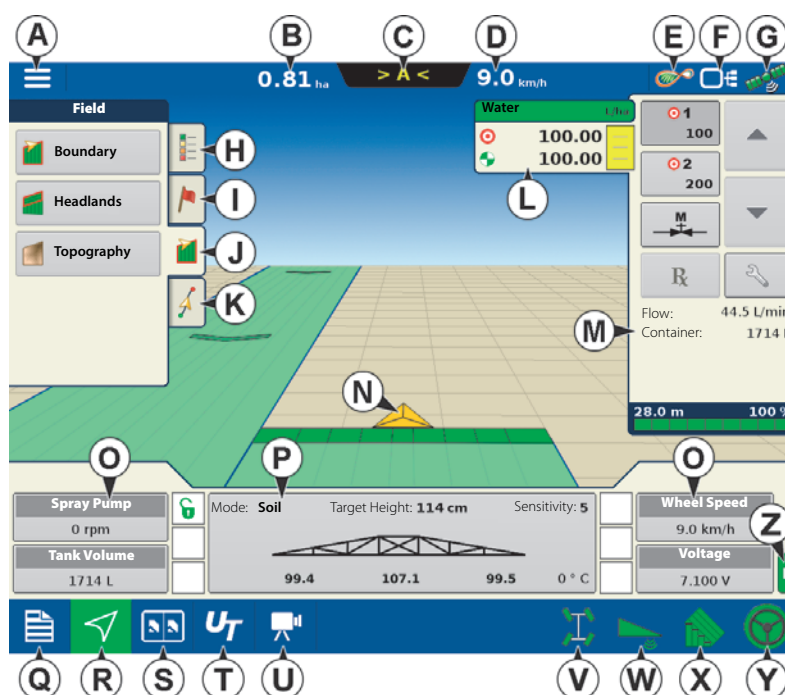 A B C D E F G
0.81 ha > A < 9.0 km/h
Field
Boundary
Headlands
Topography
H
I
J
K
Water L/ha
100.00
100.00
L
1
100
2
200
M
Rx
Flow: 44.5 L/min
Container: 1714
M
28.0 m 100 %
N
O P O
Spray Pump
0 rpm
Tank Volume
1714 L
Mode: Soil Target Height: 114 cm Sensitivity: 5
99.4 107.1 99.5 0 ° C
Wheel Speed
9.0 km/h
Voltage
7.100 V
Z
UT
Q R S T U V W X Y